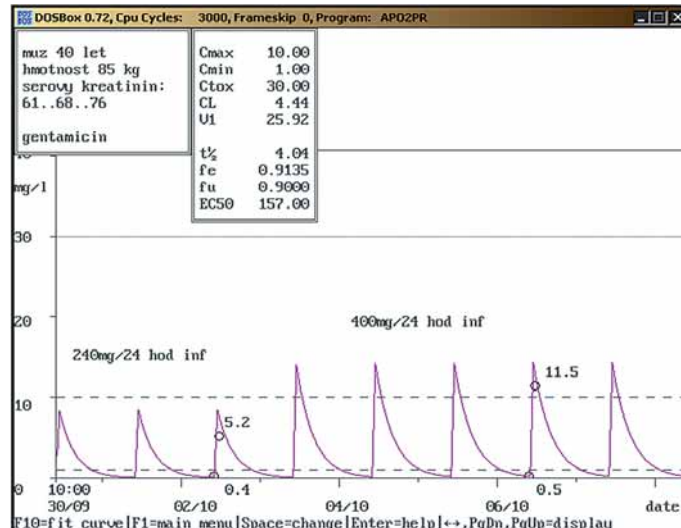 DOSBox 0.72, Cpu Cycles: 3000, Frameskip 0, Program: APO2PR
muz 40 let
hmotnost 85 kg
serovy kreatinin:
61..68..76
gentamicin
Cmax 10.00
Cmin 1.00
Ctox 30.00
CL 4.44
V1 25.92
t½ 4.04
fe 0.9135
fu 0.9000
EC50 157.00
40
mg/l
30
20
400mg/24 hod inf
240mg/24 hod inf
11.5
10
5.2
0 10:00 0.4 0.5
30/09 02/10 04/10 06/10 date
F10=fit curve|F1=main menu|Space=change|Enter=help|↔,PgDn,PgUp=display